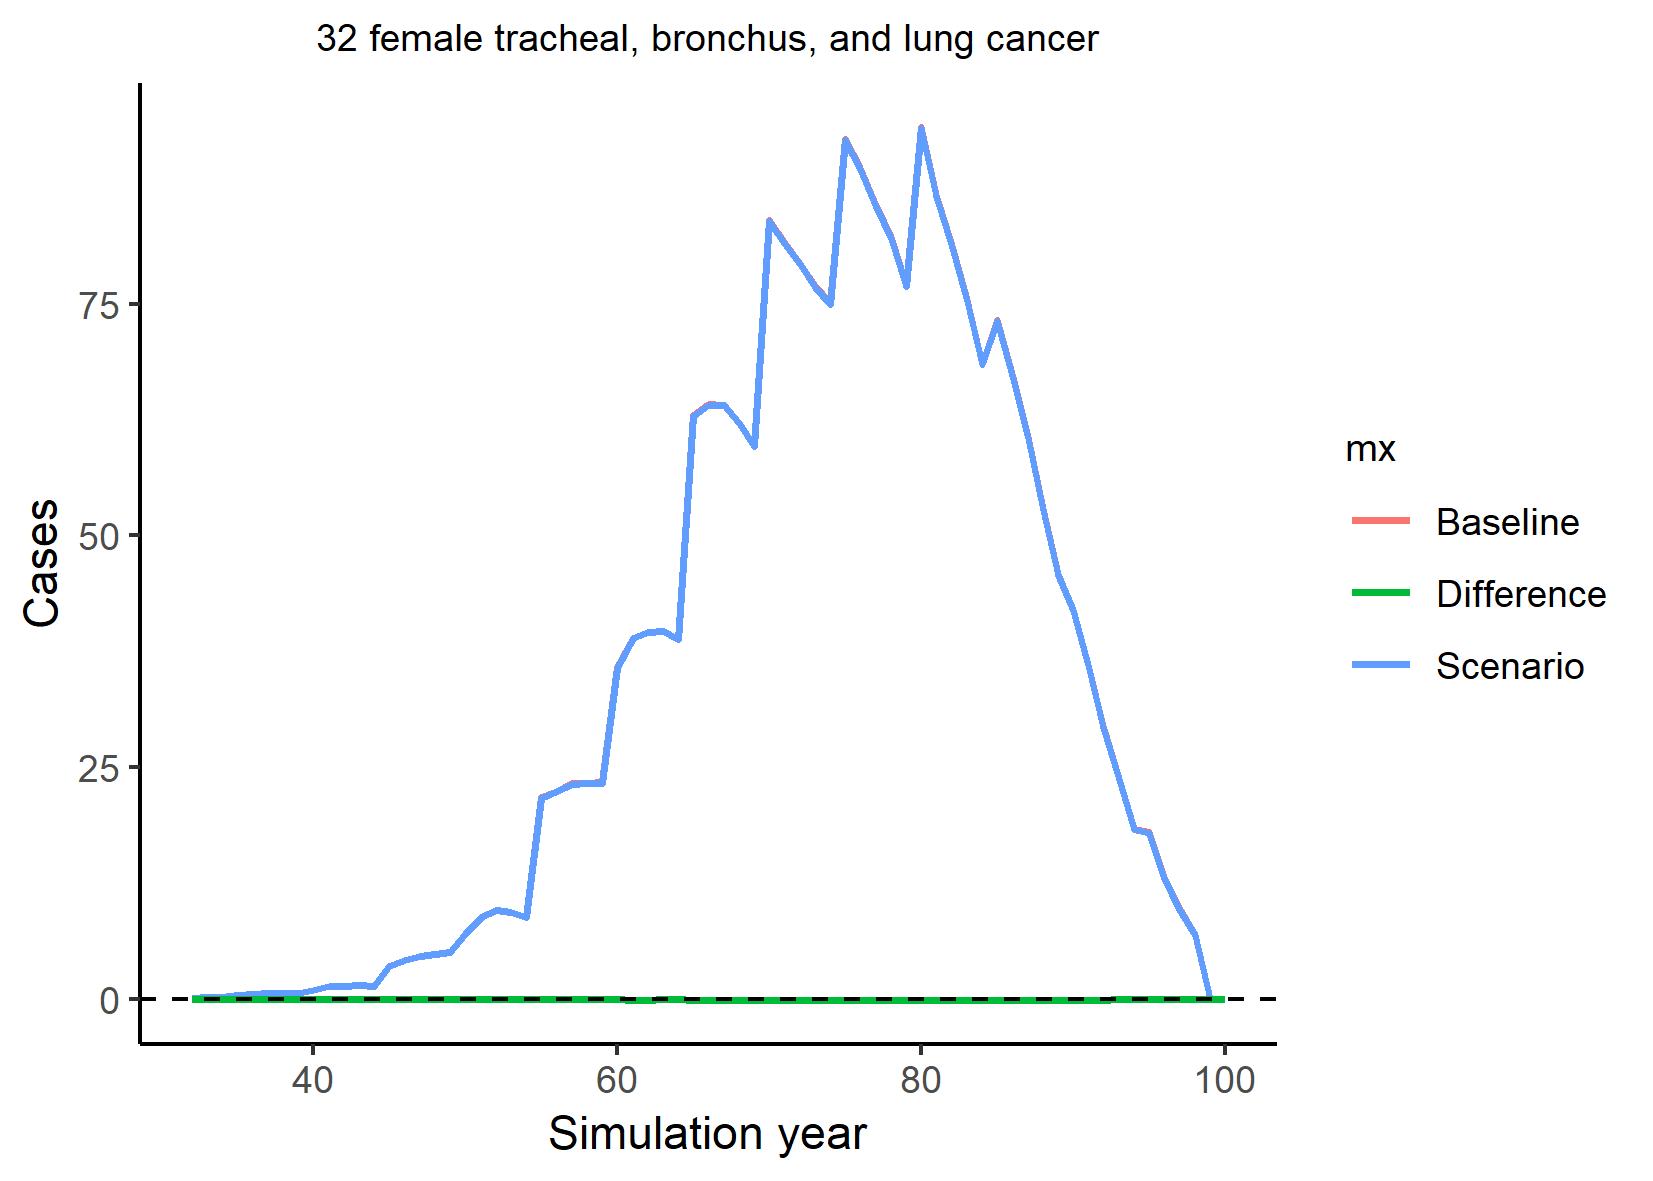 32 female tracheal, bronchus, and lung cancer
Cases
75
50
25
0
40 60 80 100
Simulation year
mx
Baseline
Difference
Scenario